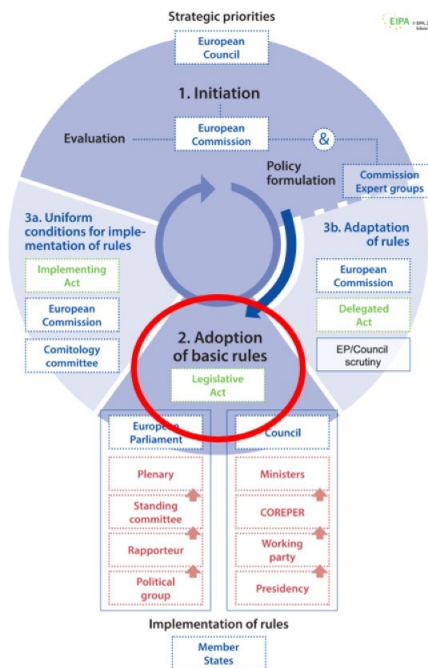 Strategic priorities
EIPA
European
Council
1. Initiation
Evaluation
European
Commission
&
Policy
formulation
Commission
Expert groups
3a. Uniform
conditions for imple-
mentation of rules
Implementing
Act
European
Commission
Comitology
committee
3b. Adaptation
of rules
European
Commission
Delegated
Act
EP/Council
scrutiny
2. Adoption
of basic rules
Legislative
Act
European
Parliament
Plenary
Standing
committee
Rapporteur
Political
group
Council
Ministers
COREPER
Working
party
Presidency
Implementation of rules
Member
States